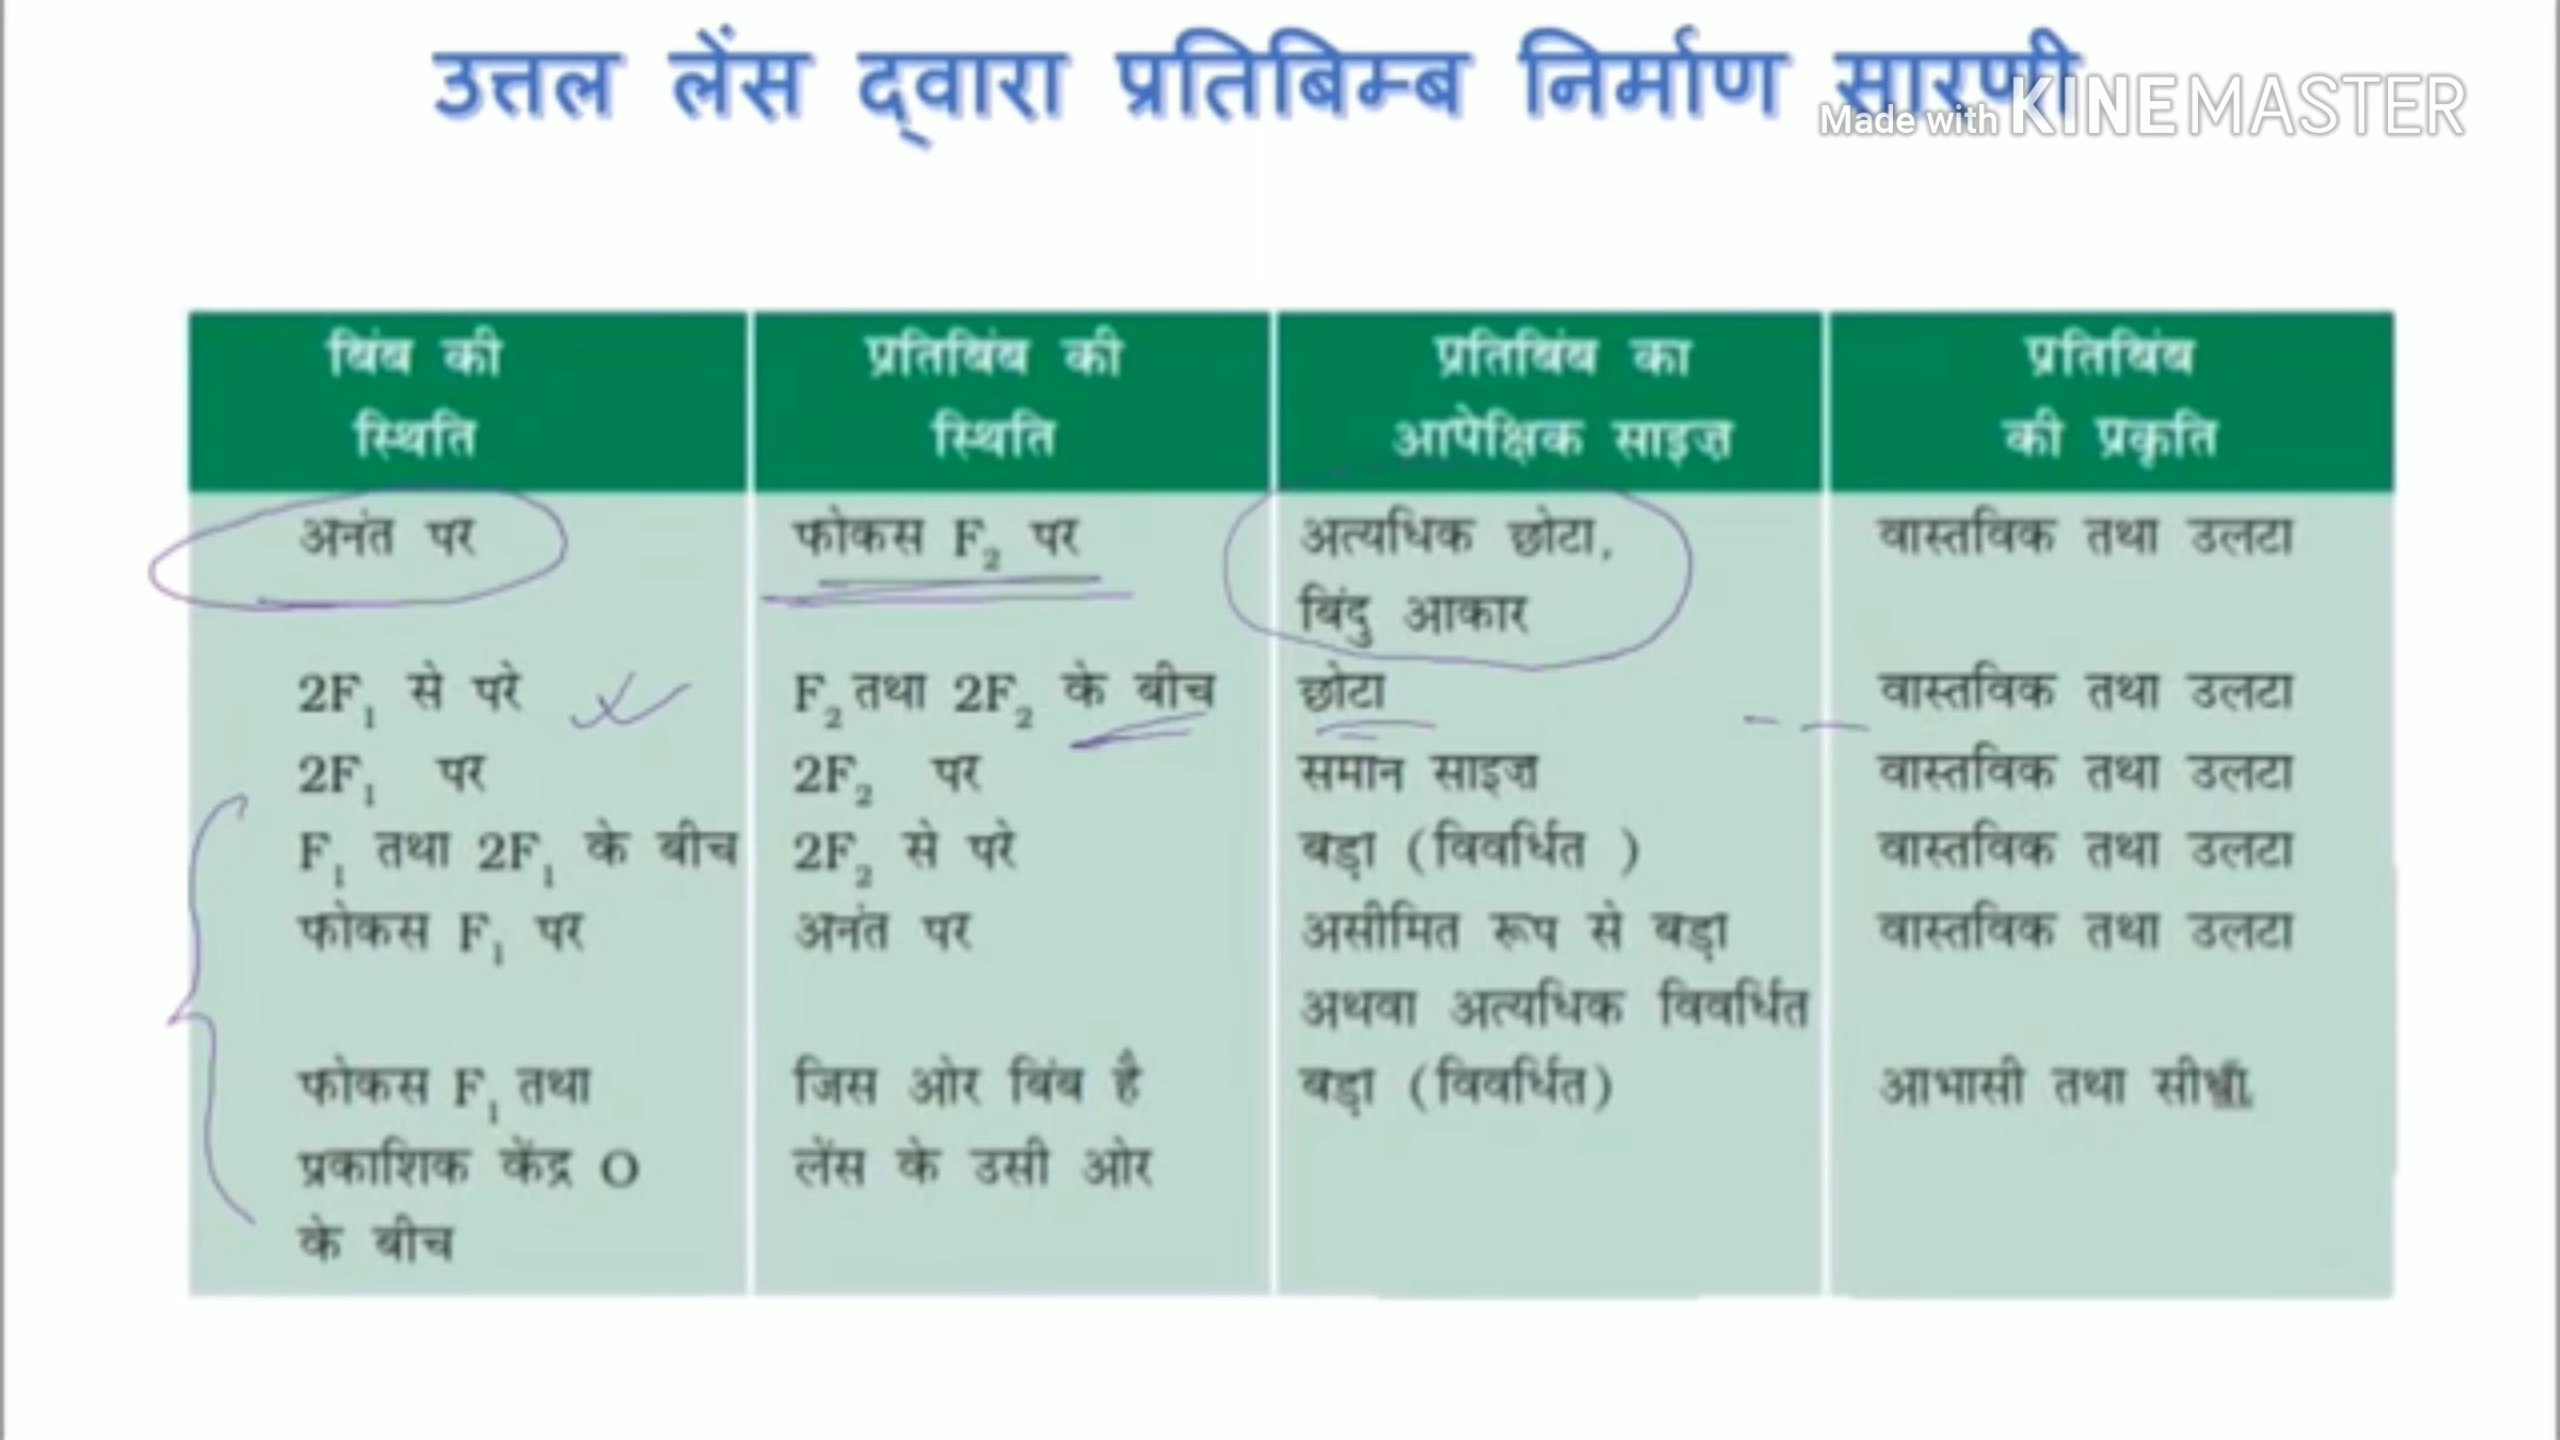 उत्तल लेंस द्वारा प्रतिबिम्ब निर्माण सारणी
Made with KINEMASTER
बिंब की स्थिति
प्रतिबिंब की स्थिति
प्रतिबिंब का आपेक्षिक साइज़
प्रतिबिंब की प्रकृति
अनंत पर फोकस F₂ पर अत्यधिक छोटा, वास्तविक तथा उलटा
बिंदु आकार
2F₁ से परे F₂ तथा 2F₂ के बीच छोटा वास्तविक तथा उलटा
2F₁ पर 2F₂ पर समान साइज़ वास्तविक तथा उलटा
F₁ तथा 2F₁ के बीच 2F₂ से परे बड़ा (विवर्धित ) वास्तविक तथा उलटा
फोकस F₁ पर अनंत पर असीमित रूप से बड़ा वास्तविक तथा उलटा
अथवा अत्यधिक विवर्धित
फोकस F₁ तथा जिस ओर बिंब है बड़ा (विवर्धित) आभासी तथा
प्रकाशिक केंद्र O लेंस के उसी ओर
के बीच